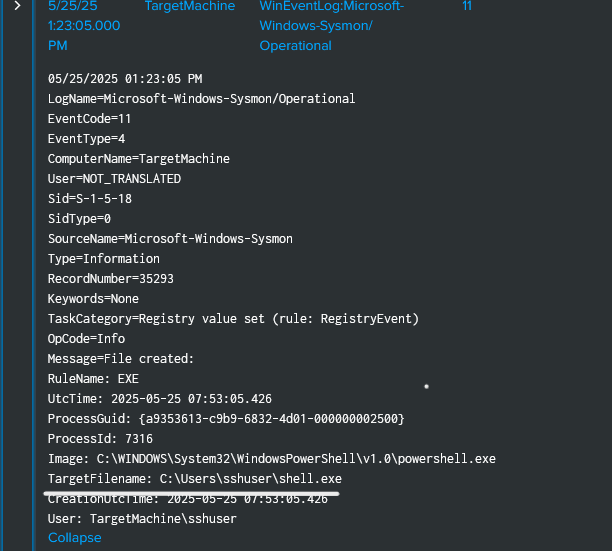 5/25/25 TargetMachine WinEventLog:Microsoft- 11
1:23:05.000 Windows-Sysmon/
PM Operational
05/25/2025 01:23:05 PM
LogName=Microsoft-Windows-Sysmon/Operational
EventCode=11
EventType=4
ComputerName=TargetMachine
User=NOT_TRANSLATED
Sid=S-1-5-18
SidType=0
SourceName=Microsoft-Windows-Sysmon
Type=Information
RecordNumber=35293
Keywords=None
TaskCategory=Registry value set (rule: RegistryEvent)
OpCode=Info
Message=File created:
RuleName: EXE
UtcTime: 2025-05-25 07:53:05.426
ProcessGuid: {a9353613-c9b9-6832-4d01-000000002500}
ProcessId: 7316
Image: C:\WINDOWS\System32\WindowsPowerShell\v1.0\powershell.exe
TargetFilename: C:\Users\sshuser\shell.exe
CreationUtcTime: 2025-05-25 07:53:05.426
User: TargetMachine\sshuser
Collapse